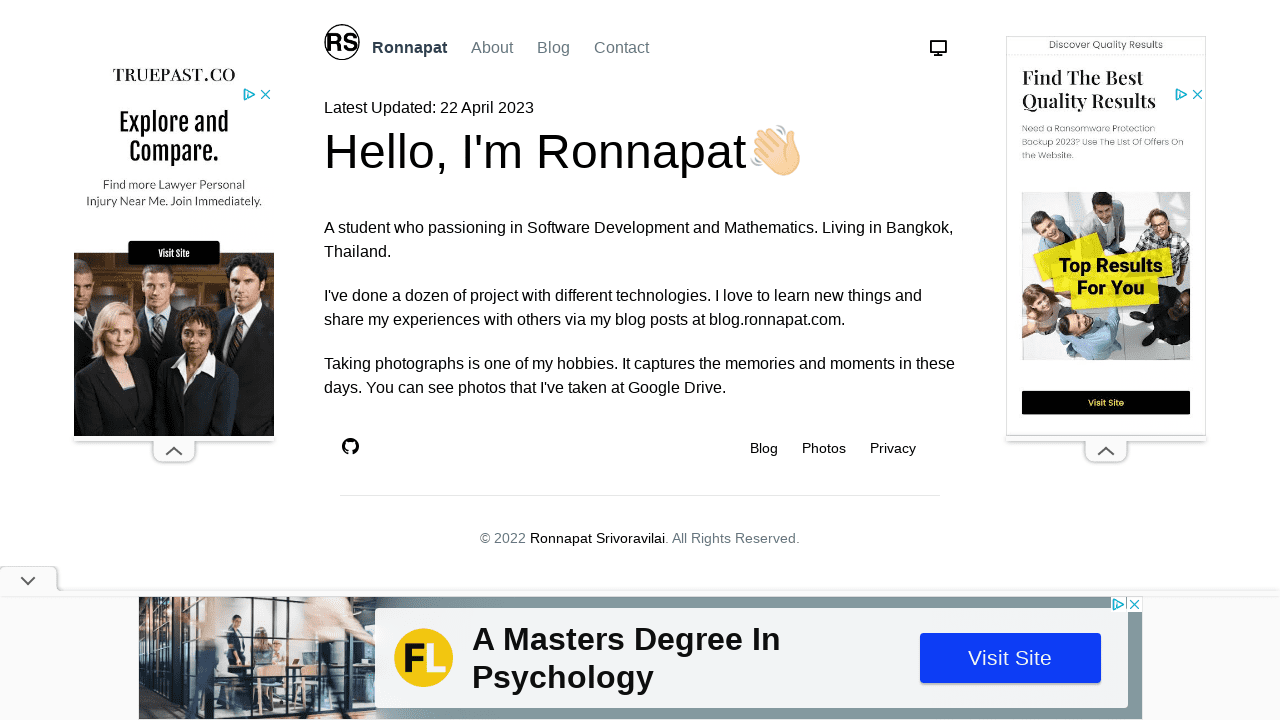 RS
Ronnapat
About
Blog
Contact
Latest Updated: 22 April 2023
Hello, I'm Ronnapat👋🏻
A student who passioning in Software Development and Mathematics. Living in Bangkok,
Thailand.
I've done a dozen of project with different technologies. I love to learn new things and
share my experiences with others via my blog posts at blog.ronnapat.com.
Taking photographs is one of my hobbies. It captures the memories and moments in these
days. You can see photos that I've taken at Google Drive.
Blog
Photos
Privacy
© 2022 Ronnapat Srivoravilai. All Rights Reserved.
TRUEPAST.CO
Explore and
Compare.
Find more Lawyer Personal
Injury Near Me. Join Immediately.
Visit Site
Discover Quality Results
Find The Best
Quality Results
Need a Ransomware Protection
Backup 2023? Use The List Of Offers On
the Website.
Top Results
For You
Visit Site
FL
A Masters Degree In
Psychology
Visit Site